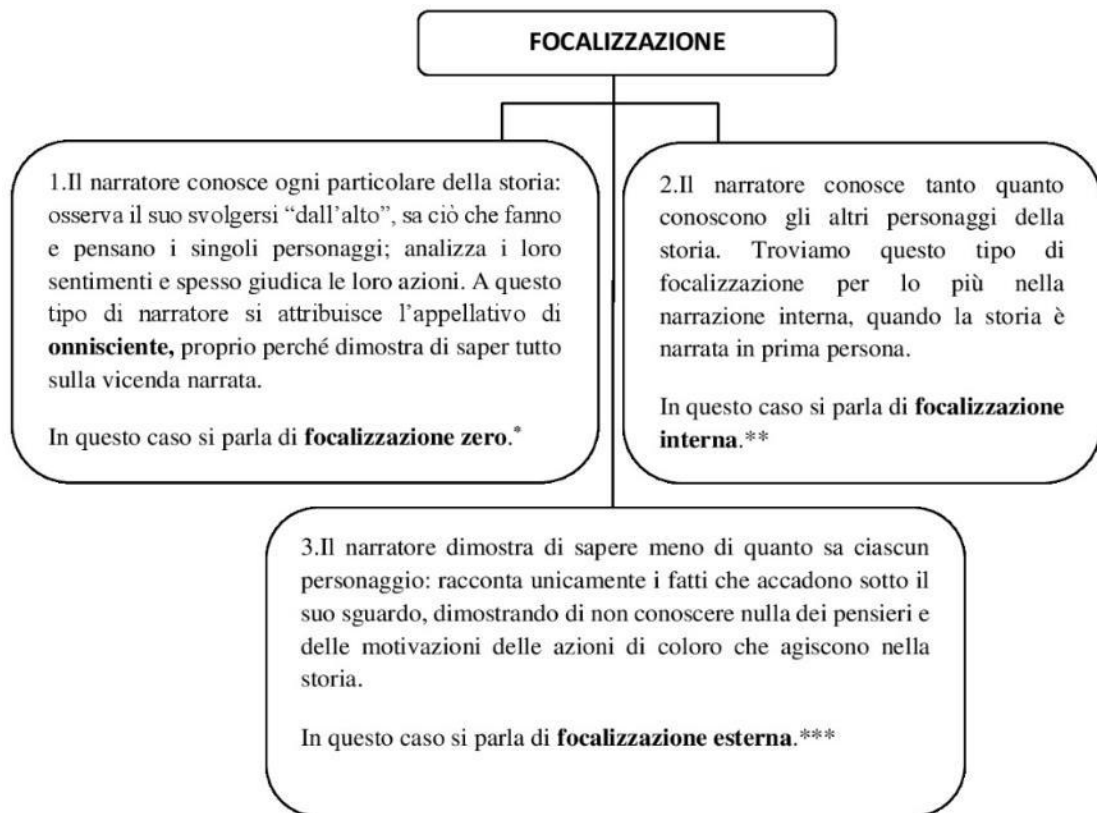 FOCALIZZAZIONE
1.Il narratore conosce ogni particolare della storia:
osserva il suo svolgersi “dall’alto”, sa ciò che fanno
e pensano i singoli personaggi; analizza i loro
sentimenti e spesso giudica le loro azioni. A questo
tipo di narratore si attribuisce l’appellativo di
onnisciente, proprio perché dimostra di saper tutto
sulla vicenda narrata.
In questo caso si parla di focalizzazione zero.*
2.Il narratore conosce tanto quanto
conoscono gli altri personaggi della
storia. Troviamo questo tipo di
focalizzazione per lo più nella
narrazione interna, quando la storia è
narrata in prima persona.
In questo caso si parla di focalizzazione
interna.**
3.Il narratore dimostra di sapere meno di quanto sa ciascun
personaggio: racconta unicamente i fatti che accadono sotto il
suo sguardo, dimostrando di non conoscere nulla dei pensieri e
delle motivazioni delle azioni di coloro che agiscono nella
storia.
In questo caso si parla di focalizzazione esterna.***